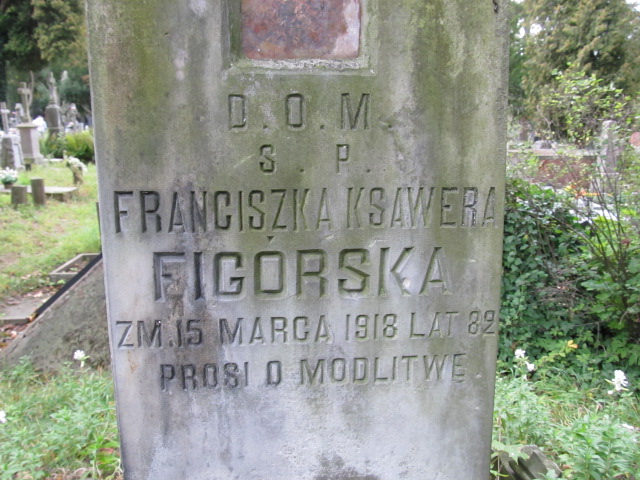 D.O.M.
Ś.P.
FRANCISZKA KSAWERA
FIGÓRSKA
ZM. 15 MARCA 1918 LAT 82
PROSI O MODLITWĘ